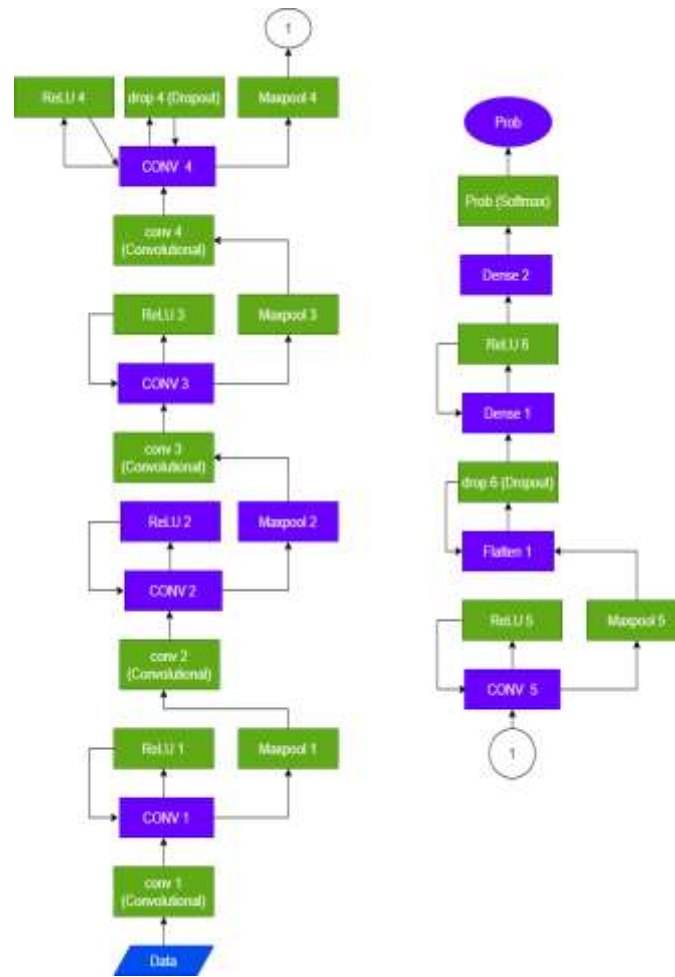 1
ReLU 4
drop 4 (Dropout)
Maxpool 4
CONV 4
conv 4
(Convolutional)
ReLU 3
Maxpool 3
CONV 3
conv 3
(Convolutional)
ReLU 2
Maxpool 2
CONV 2
conv 2
(Convolutional)
ReLU 1
Maxpool 1
CONV 1
conv 1
(Convolutional)
Data
Prob
Prob (Softmax)
Dense 2
ReLU 6
Dense 1
drop 6 (Dropout)
Flatten 1
ReLU 5
Maxpool 5
CONV 5
1